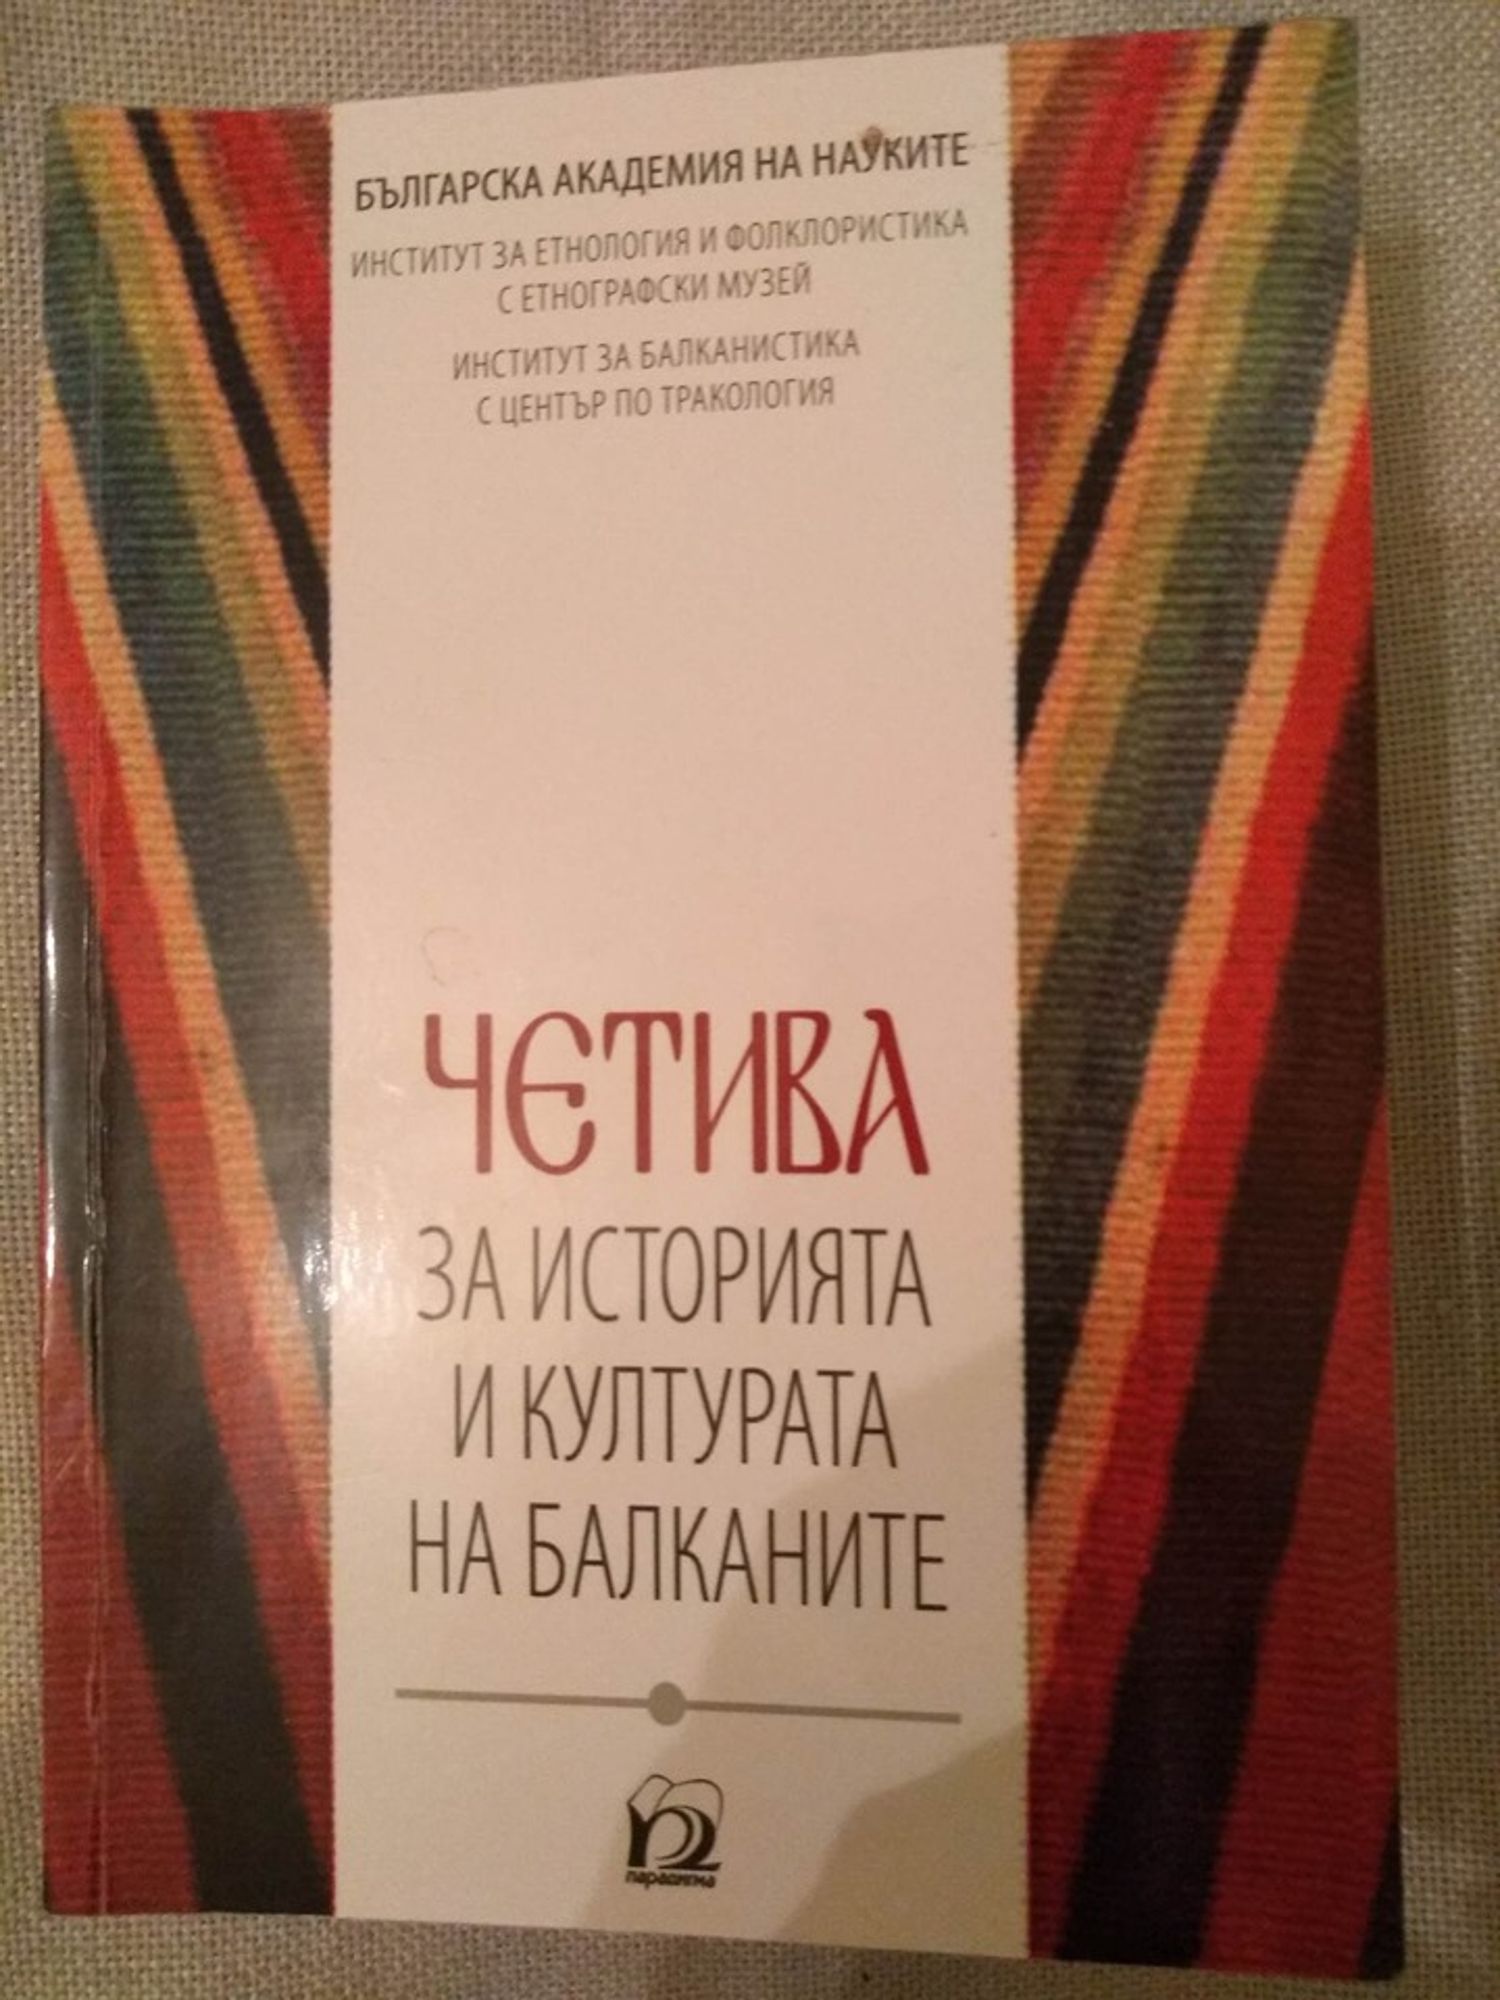 БЪЛГАРСКА АКАДЕМИЯ НА НАУКИТЕ
ИНСТИТУТ ЗА ЕТНОЛОГИЯ И ФОЛКЛОРИСТИКА
С ЕТНОГРАФСКИ МУЗЕЙ
ИНСТИТУТ ЗА БАЛКАНИСТИКА
С ЦЕНТЪР ПО ТРАКОЛОГИЯ
ЧЕТИВА
ЗА ИСТОРИЯТА
И КУЛТУРАТА
НА БАЛКАНИТЕ
парадигма